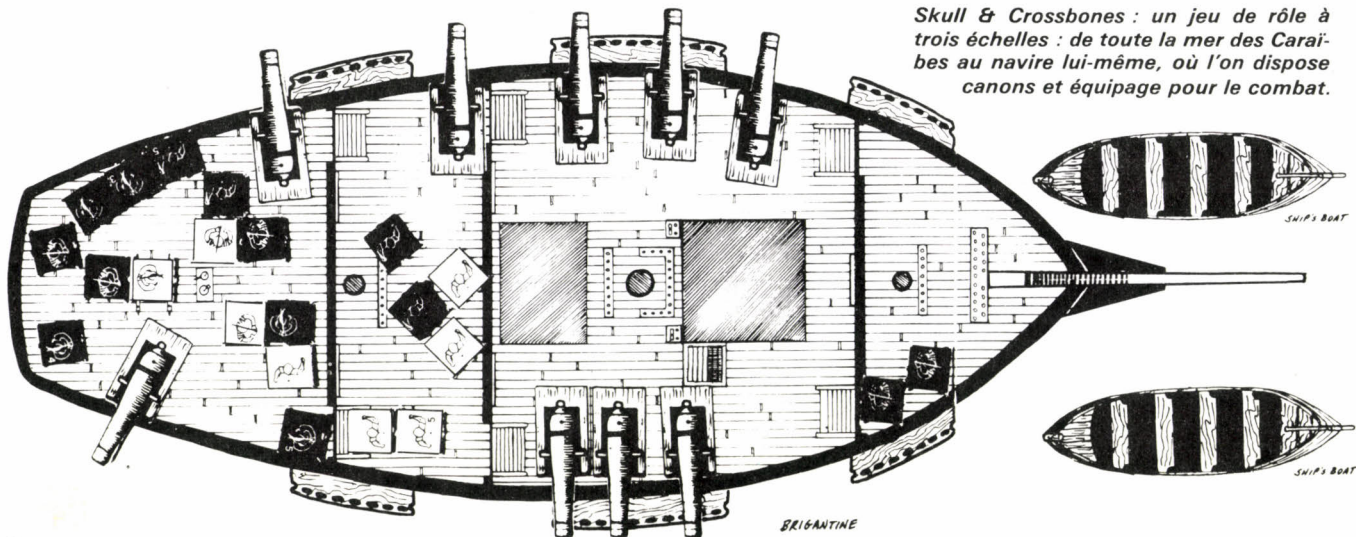 Skull & Crossbones : un jeu de rôle à
trois échelles : de toute la mer des Caraï-
bes au navire lui-même, où l'on dispose
canons et équipage pour le combat.
SHIP'S BOAT
SHIP'S BOAT
BRIGANTINE